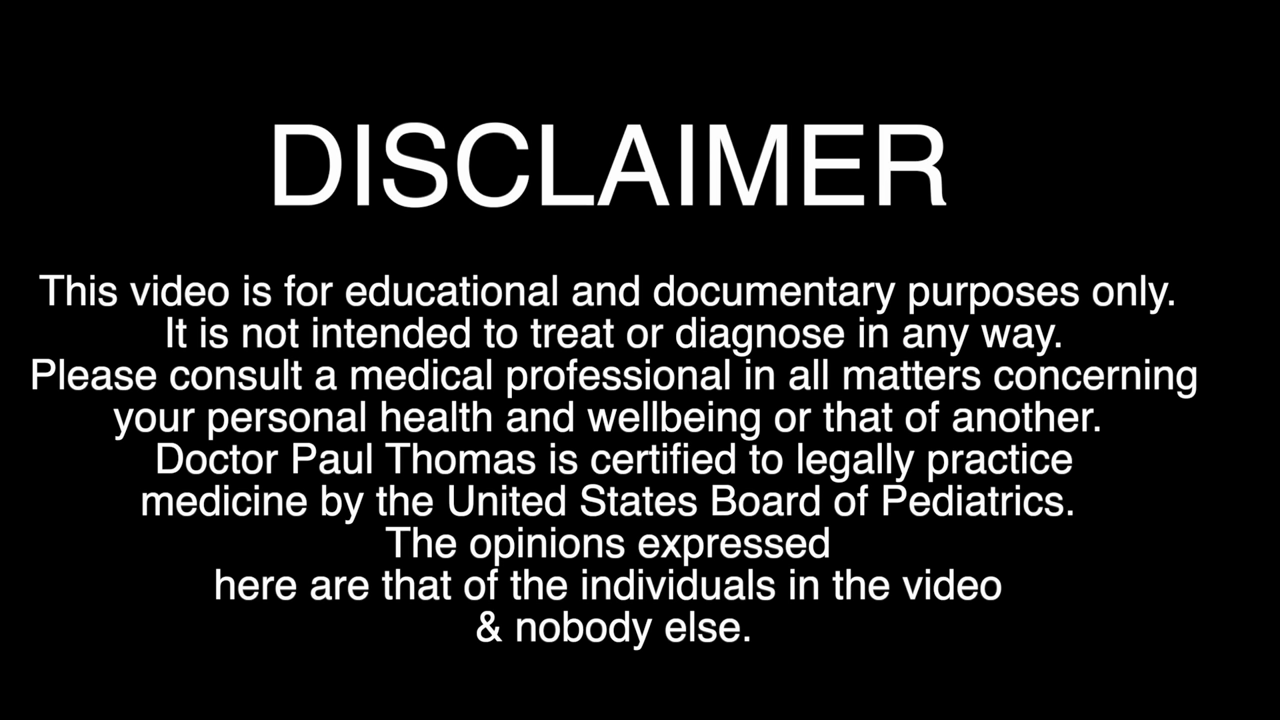 DISCLAIMER
This video is for educational and documentary purposes only.
It is not intended to treat or diagnose in any way.
Please consult a medical professional in all matters concerning
your personal health and wellbeing or that of another.
Doctor Paul Thomas is certified to legally practice
medicine by the United States Board of Pediatrics.
The opinions expressed
here are that of the individuals in the video
& nobody else.